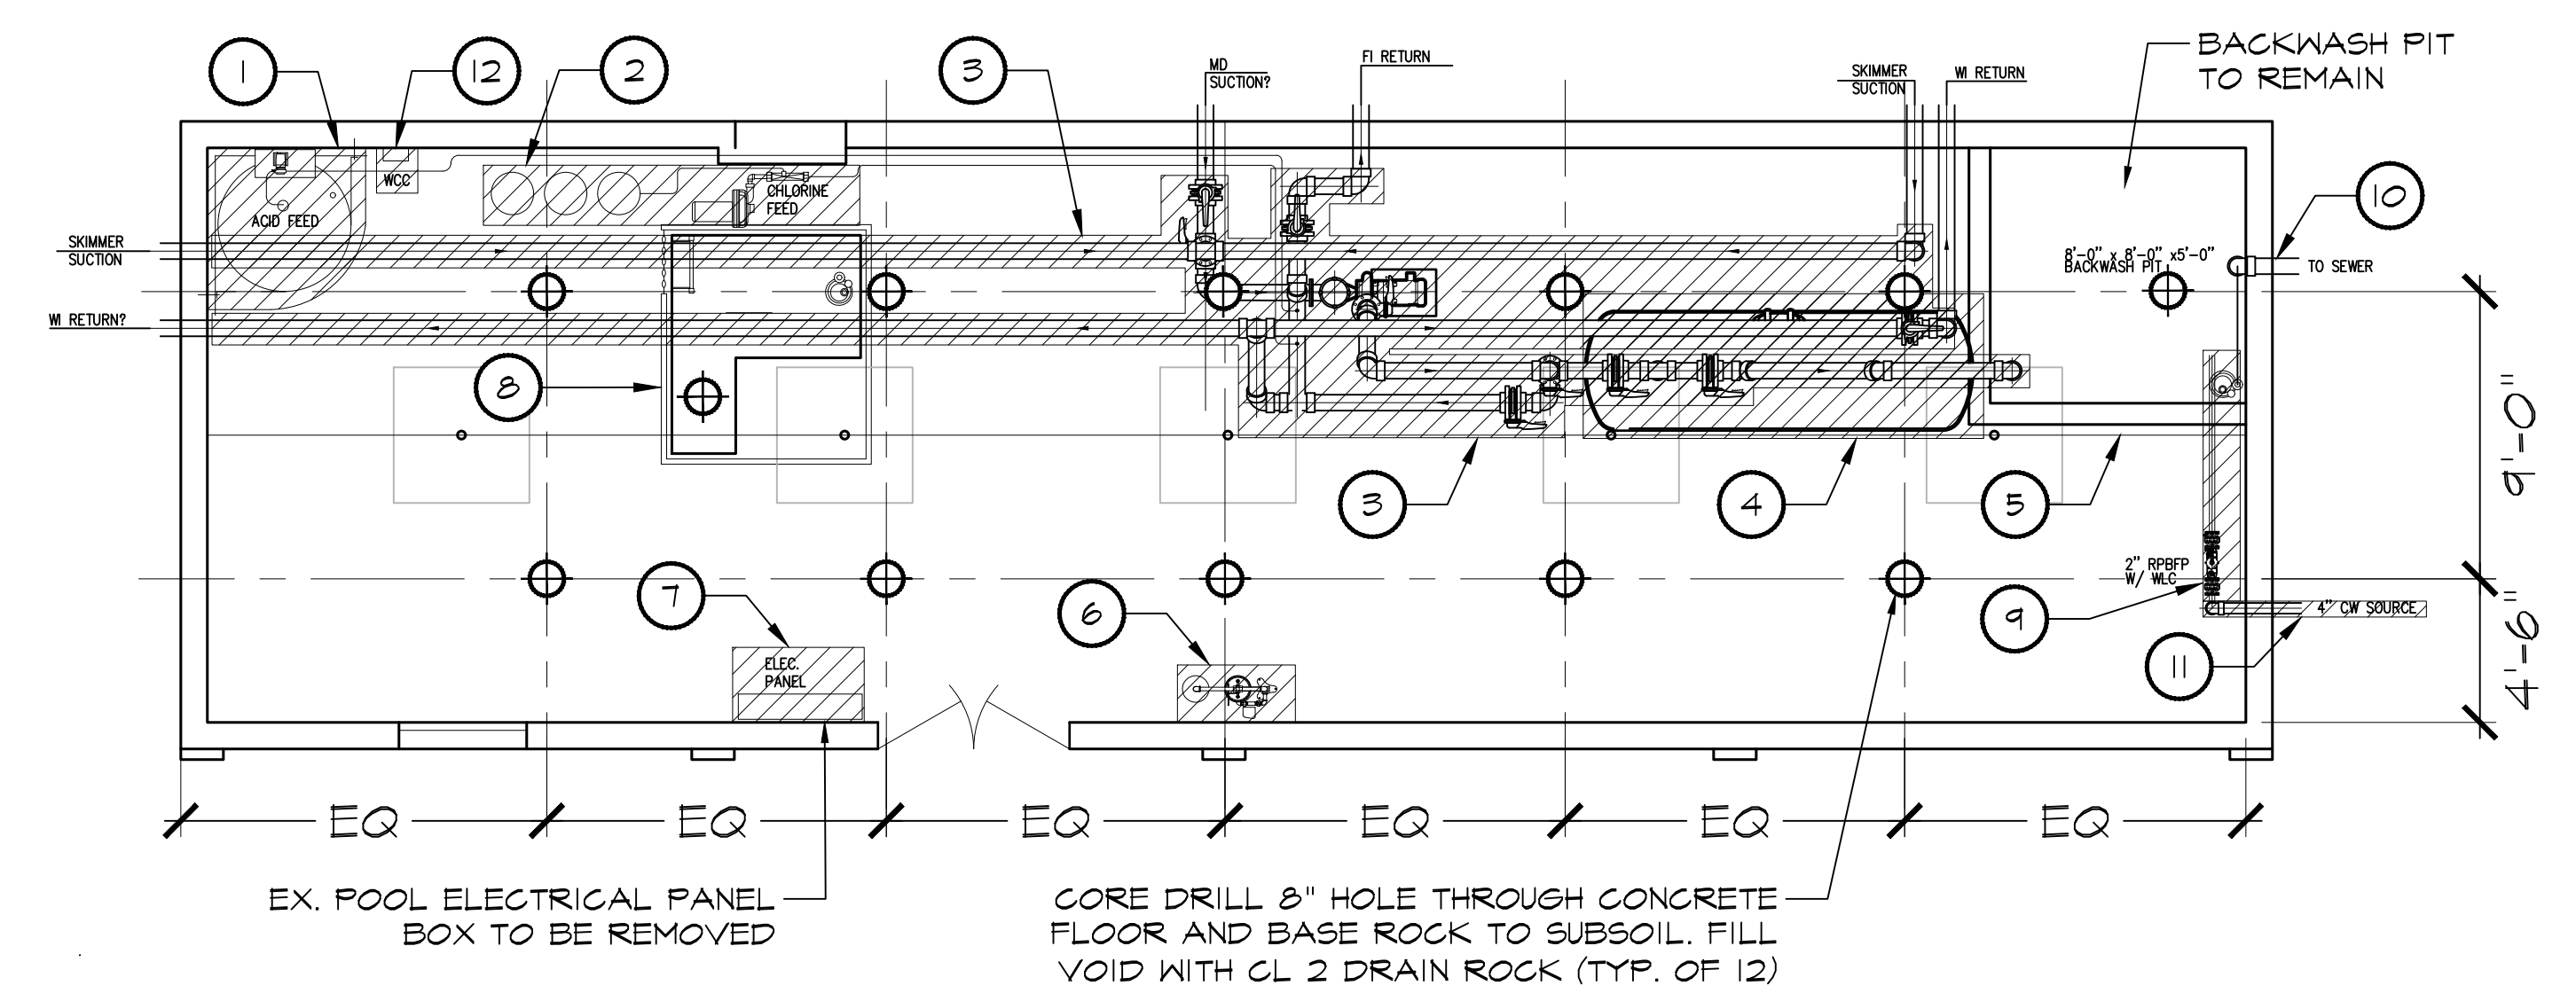 1
12
2
3
MD
SUCTION?
FI RETURN
SKIMMER
SUCTION
WI RETURN
BACKWASH PIT
TO REMAIN
WCC
CHLORINE
FEED
ACID FEED
10
SKIMMER
SUCTION
8'-0" x 8'-0" x5'-0"
BACKWASH PIT
TO SEWER
WI RETURN?
8
9'-0"
3
4
5
2" RPBFP
W/ WLC
7
6
9
4" CW SOURCE
ELEC.
PANEL
11
4'-6"
EQ
EQ
EQ
EQ
EQ
EQ
EX. POOL ELECTRICAL PANEL
BOX TO BE REMOVED
CORE DRILL 8" HOLE THROUGH CONCRETE
FLOOR AND BASE ROCK TO SUBSOIL. FILL
VOID WITH CL 2 DRAIN ROCK (TYP. OF 12)